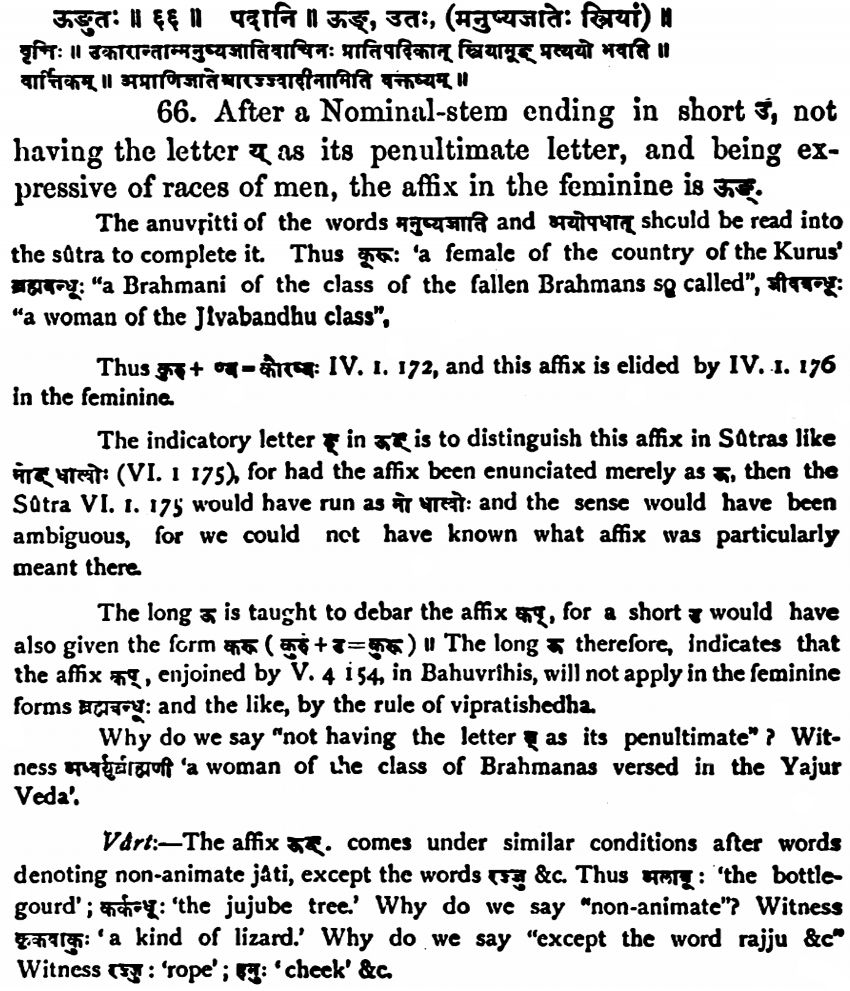 ऊङुतः ॥ ६६ ॥ पदानि ॥ ऊङ्, उतः, (मनुष्यजातेः स्त्रियां) ॥
वृत्तिः ॥ उकारान्तान्मनुष्यजातिवाचिनः प्रातिपदिकात् स्त्रियामूङ् प्रत्ययो भवति ॥
वार्त्तिकम् ॥ अप्राणिजातेश्चारज्ज्वादीनामिति वक्तव्यम् ॥
66. After a Nominal-stem ending in short उ, not
having the letter य् as its penultimate letter, and being ex-
pressive of races of men, the affix in the feminine is ऊङ्.
The anuvṛitti of the words मनुष्यजाति and अयोपधात् should be read into
the sûtra to complete it. Thus कुरूः 'a female of the country of the Kurus'
ब्रह्मबन्धूः "a Brahmani of the class of the fallen Brahmans so called", जीवबन्धूः
"a woman of the Jîvabandhu class",
Thus कुरु + ण्य = कौरव्यः IV. 1. 172, and this affix is elided by IV. 1. 176
in the feminine.
The indicatory letter ङ् in ऊङ् is to distinguish this affix in Sûtras like
नोङ् धात्वोः (VI. 1 175), for had the affix been enunciated merely as ऊ, then the
Sûtra VI. 1. 175 would have run as नो धात्वोः and the sense would have been
ambiguous, for we could not have known what affix was particularly
meant there.
The long ऊ is taught to debar the affix कप्, for a short उ would have
also given the form कुरू ( कुरु + उ = कुरू ) ॥ The long ऊ therefore, indicates that
the affix कप्, enjoined by V. 4 154, in Bahuvrîhis, will not apply in the feminine
forms ब्रह्मबन्धूः and the like, by the rule of vipratishedha.
Why do we say "not having the letter य् as its penultimate" ? Wit-
ness अध्वर्युर्ब्राह्मणी 'a woman of the class of Brahmanas versed in the Yajur
Veda'.
Vârt:—The affix ऊङ्. comes under similar conditions after words
denoting non-animate jâti, except the words रज्जु &c. Thus अलाबू : 'the bottle-
gourd' ; कर्कन्धूः 'the jujube tree.' Why do we say "non-animate"? Witness
कृकवाकुः 'a kind of lizard.' Why do we say "except the word rajju &c"
Witness रज्जु : 'rope' ; हनुः 'cheek' &c.